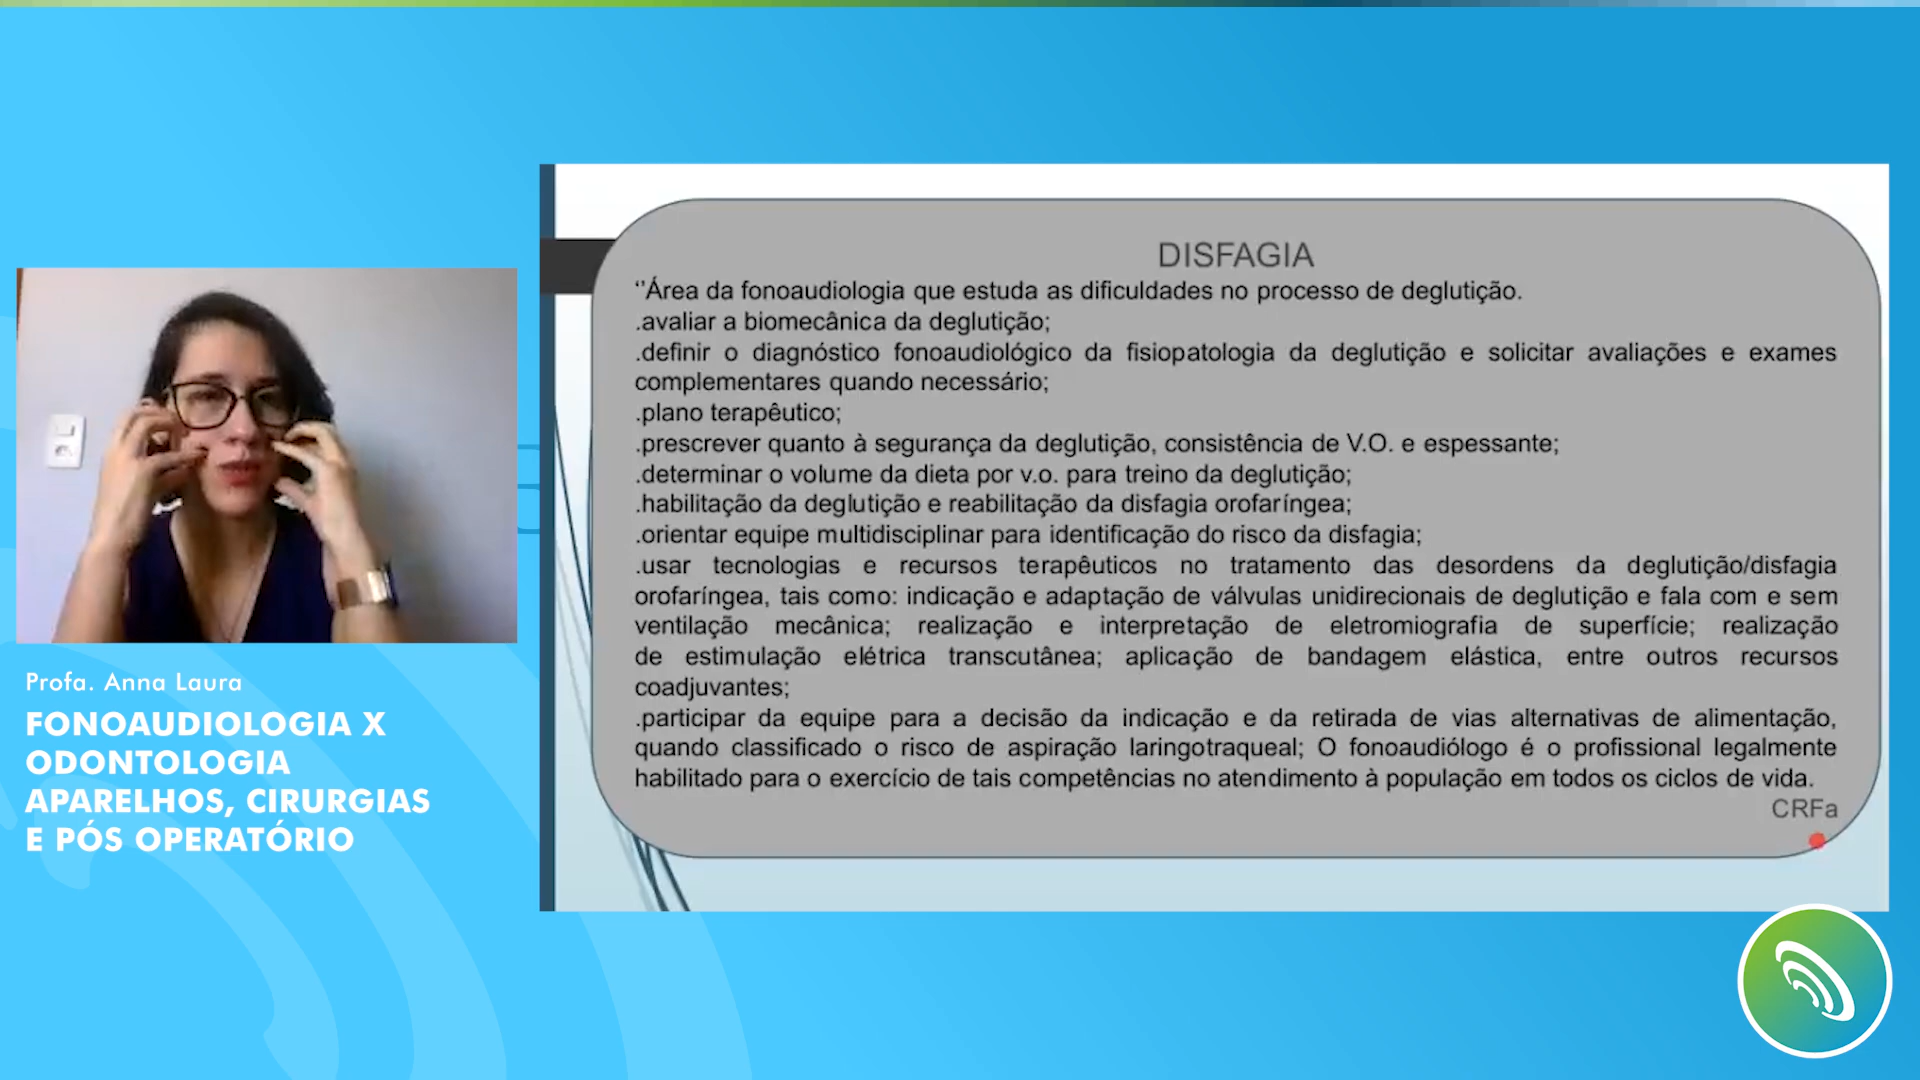 Profa. Anna Laura
FONOAUDIOLOGIA X
ODONTOLOGIA
APARELHOS, CIRURGIAS
E PÓS OPERATÓRIO
DISFAGIA
‘’Área da fonoaudiologia que estuda as dificuldades no processo de deglutição.
.avaliar a biomecânica da deglutição;
.definir o diagnóstico fonoaudiológico da fisiopatologia da deglutição e solicitar avaliações e exames
complementares quando necessário;
.plano terapêutico;
.prescrever quanto à segurança da deglutição, consistência de V.O. e espessante;
.determinar o volume da dieta por v.o. para treino da deglutição;
.habilitação da deglutição e reabilitação da disfagia orofaríngea;
.orientar equipe multidisciplinar para identificação do risco da disfagia;
.usar tecnologias e recursos terapêuticos no tratamento das desordens da deglutição/disfagia
orofaríngea, tais como: indicação e adaptação de válvulas unidirecionais de deglutição e fala com e sem
ventilação mecânica; realização e interpretação de eletromiografia de superfície; realização
de estimulação elétrica transcutânea; aplicação de bandagem elástica, entre outros recursos
coadjuvantes;
.participar da equipe para a decisão da indicação e da retirada de vias alternativas de alimentação,
quando classificado o risco de aspiração laringotraqueal; O fonoaudiólogo é o profissional legalmente
habilitado para o exercício de tais competências no atendimento à população em todos os ciclos de vida.
CRFa